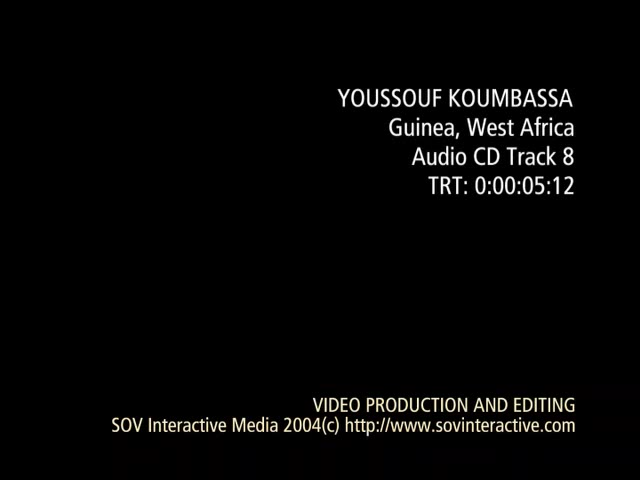 YOUSSOUF KOUMBASSA
Guinea, West Africa
Audio CD Track 8
TRT: 0:00:05:12
VIDEO PRODUCTION AND EDITING
SOV Interactive Media 2004(c) http://www.sovinteractive.com